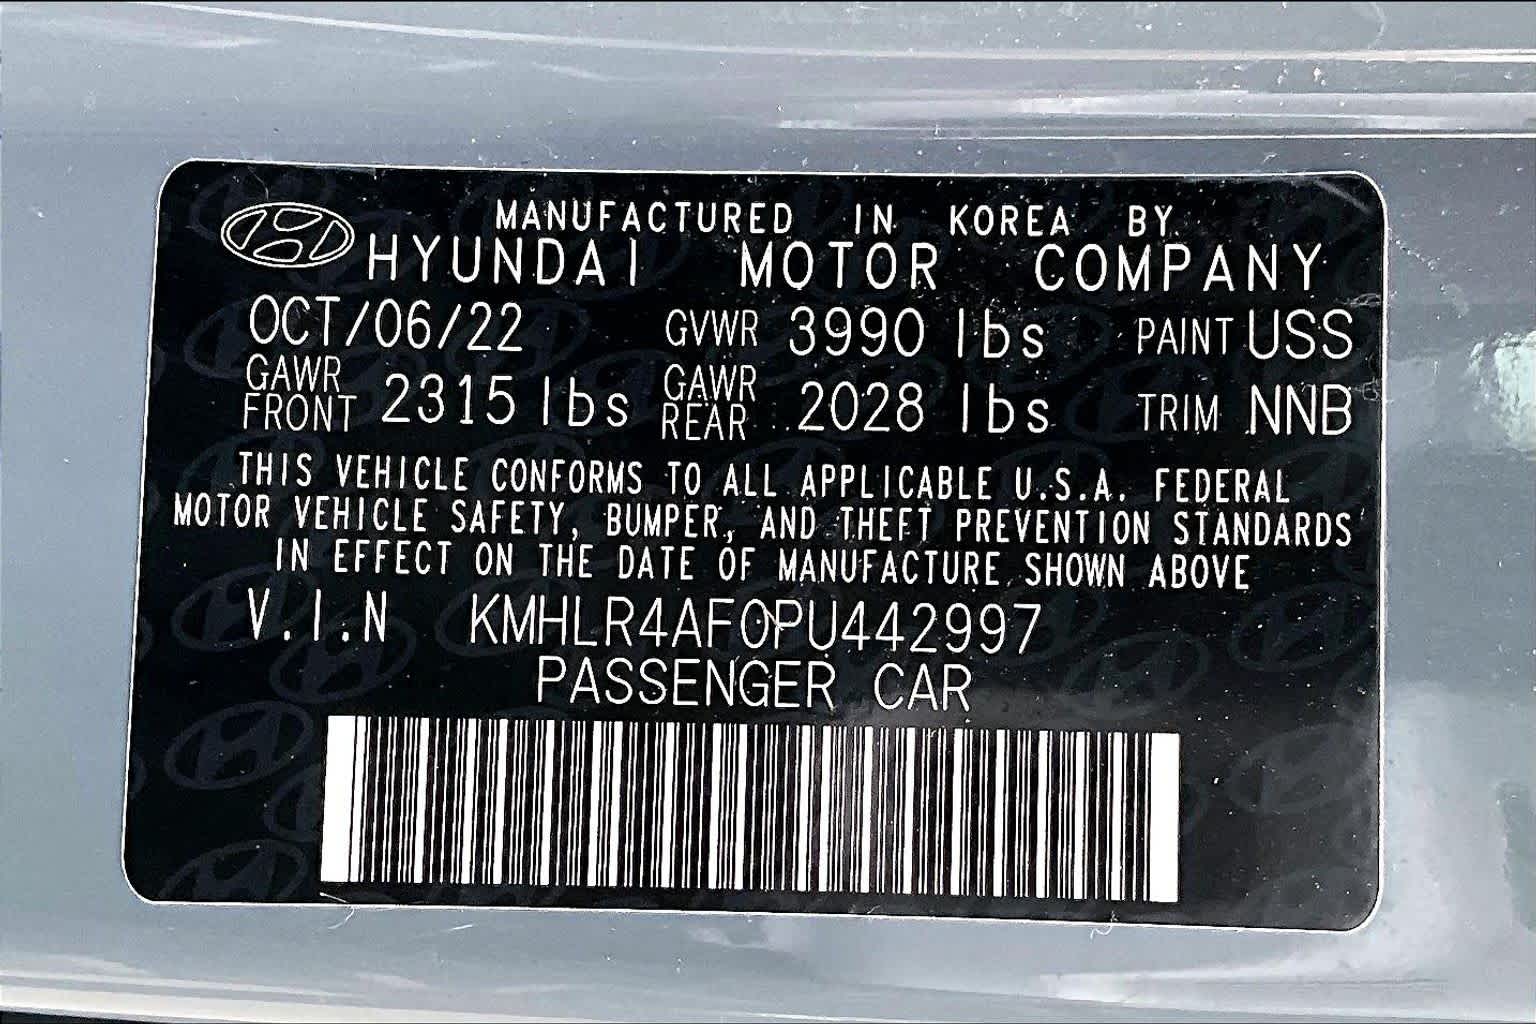 MANUFACTURED IN KOREA BY
HYUNDAI MOTOR COMPANY
OCT/06/22 GVWR 3990 lbs PAINT USS
GAWR FRONT 2315 lbs GAWR REAR 2028 lbs TRIM NNB
THIS VEHICLE CONFORMS TO ALL APPLICABLE U.S.A. FEDERAL
MOTOR VEHICLE SAFETY, BUMPER, AND THEFT PREVENTION STANDARDS
IN EFFECT ON THE DATE OF MANUFACTURE SHOWN ABOVE
V.I.N KMHLR4AF0PU442997
PASSENGER CAR